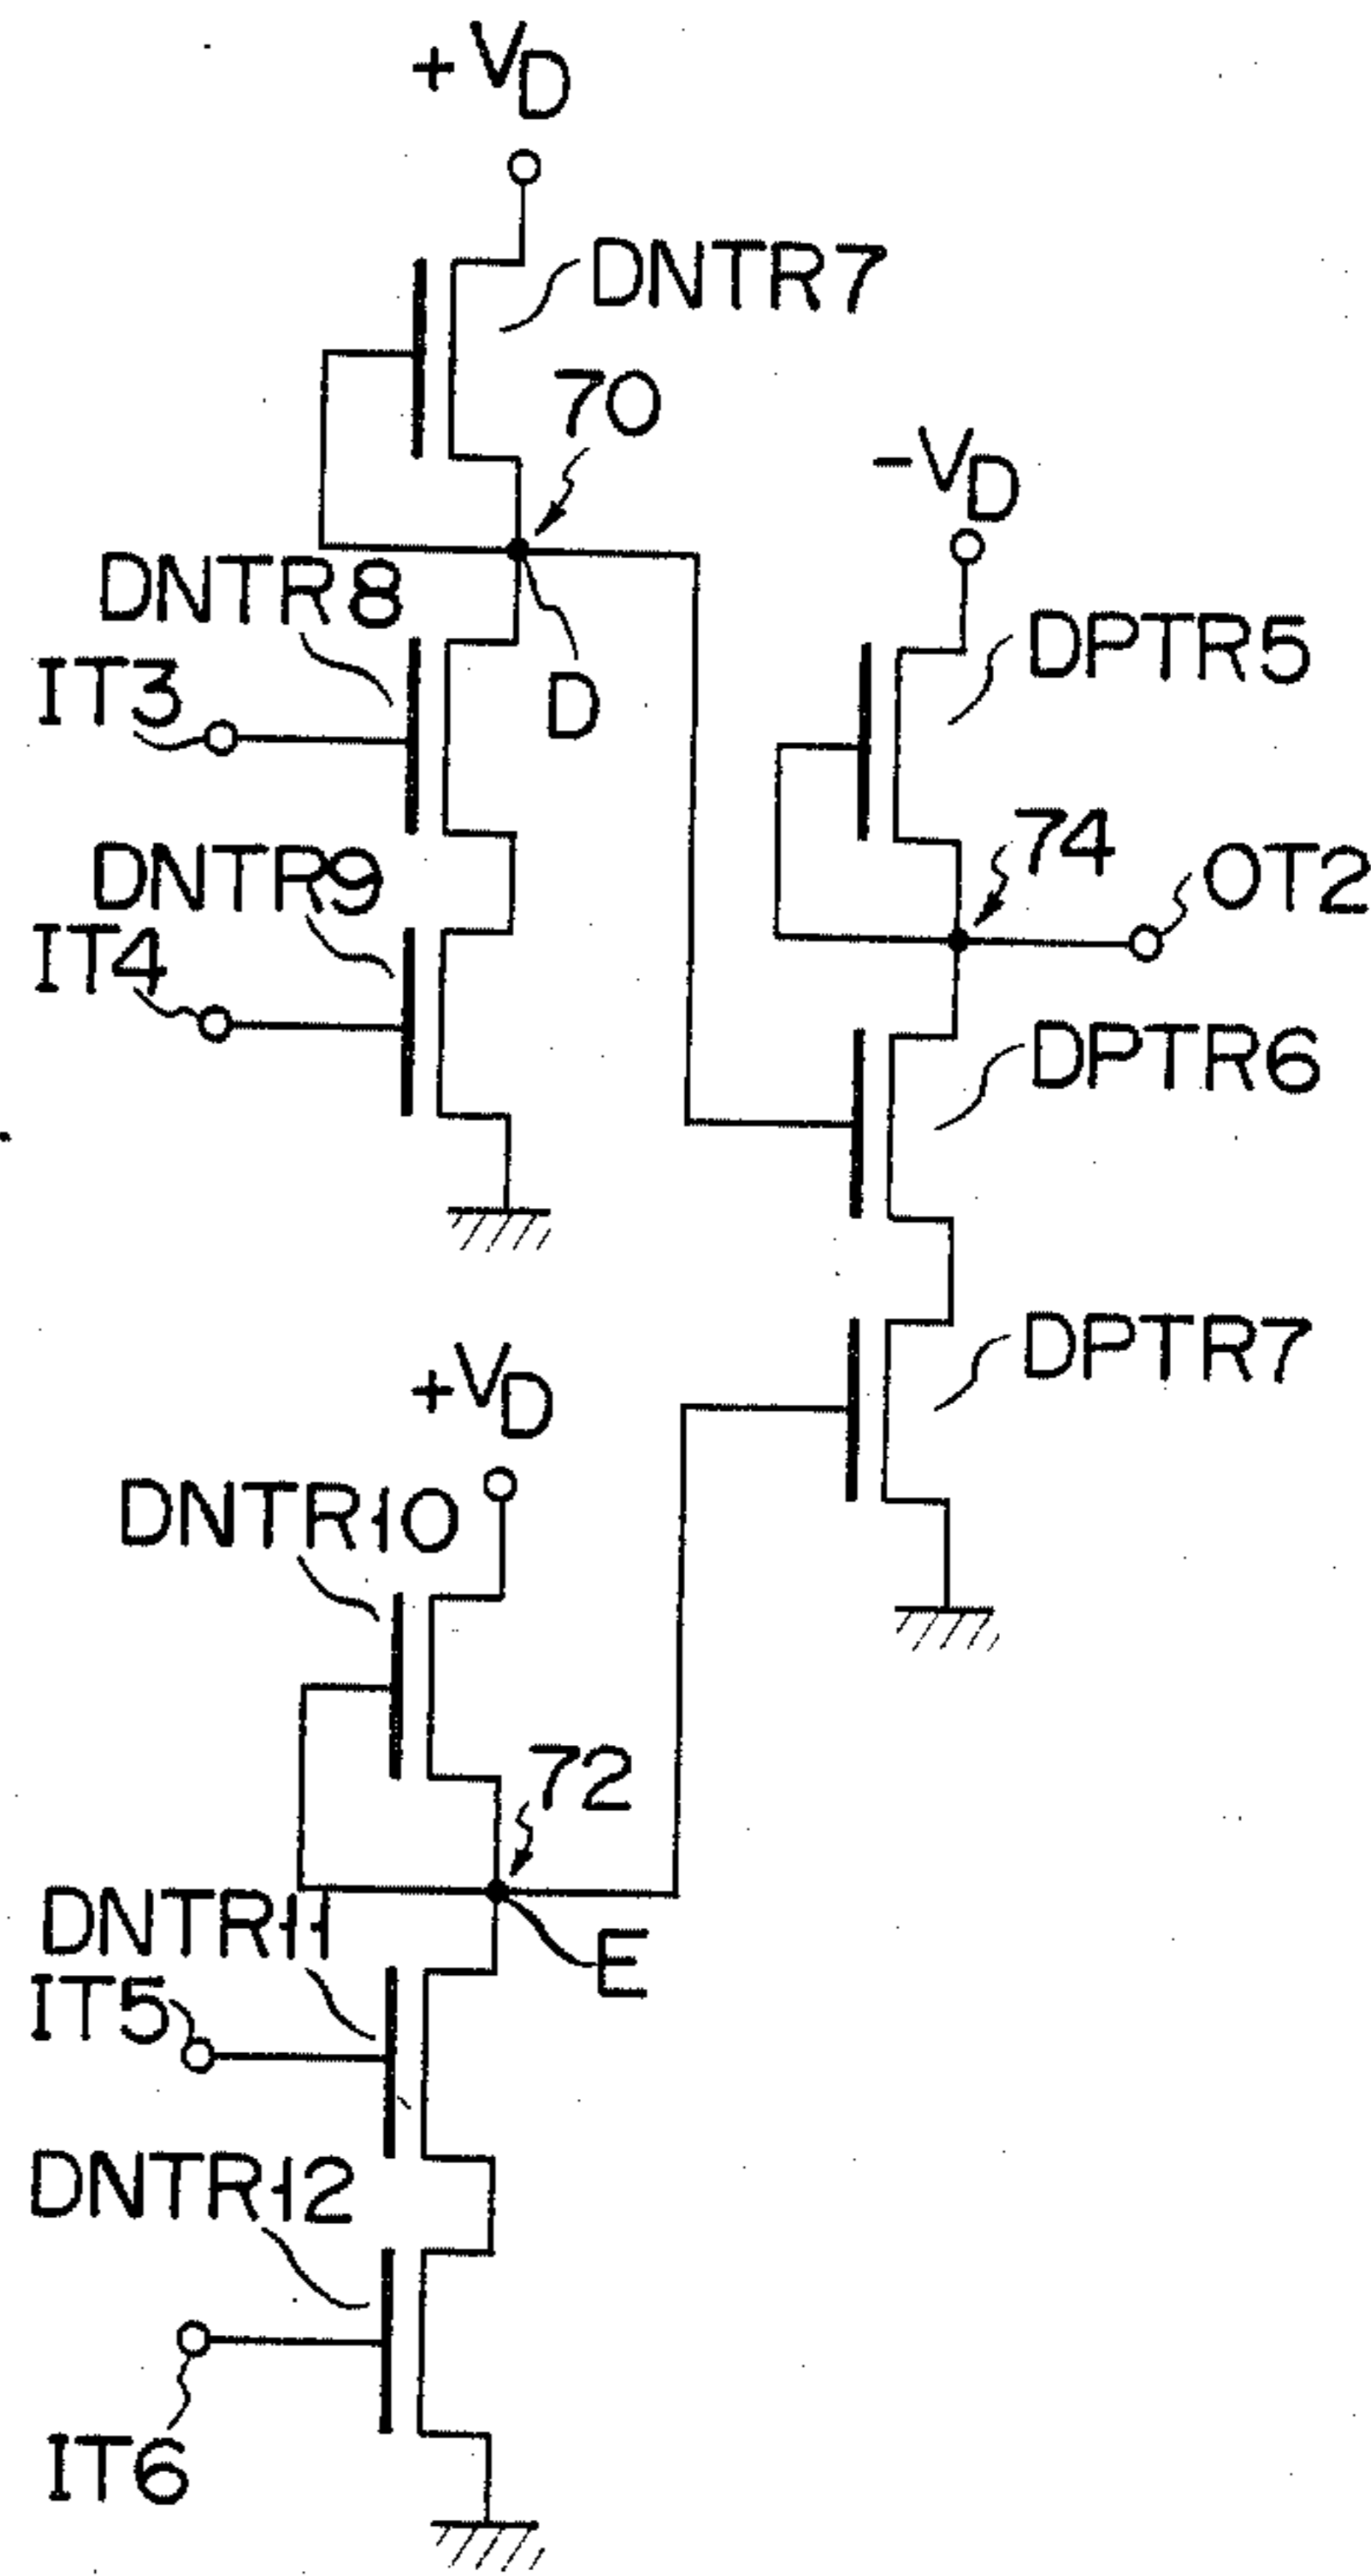 +VD
DNTR7
70
-VD
DNTR8
DPTR5
IT3
D
74
DNTR9
OT2
IT4
DPTR6
DPTR7
+VD
DNTR10
72
DNTR11
E
IT5
DNTR12
IT6